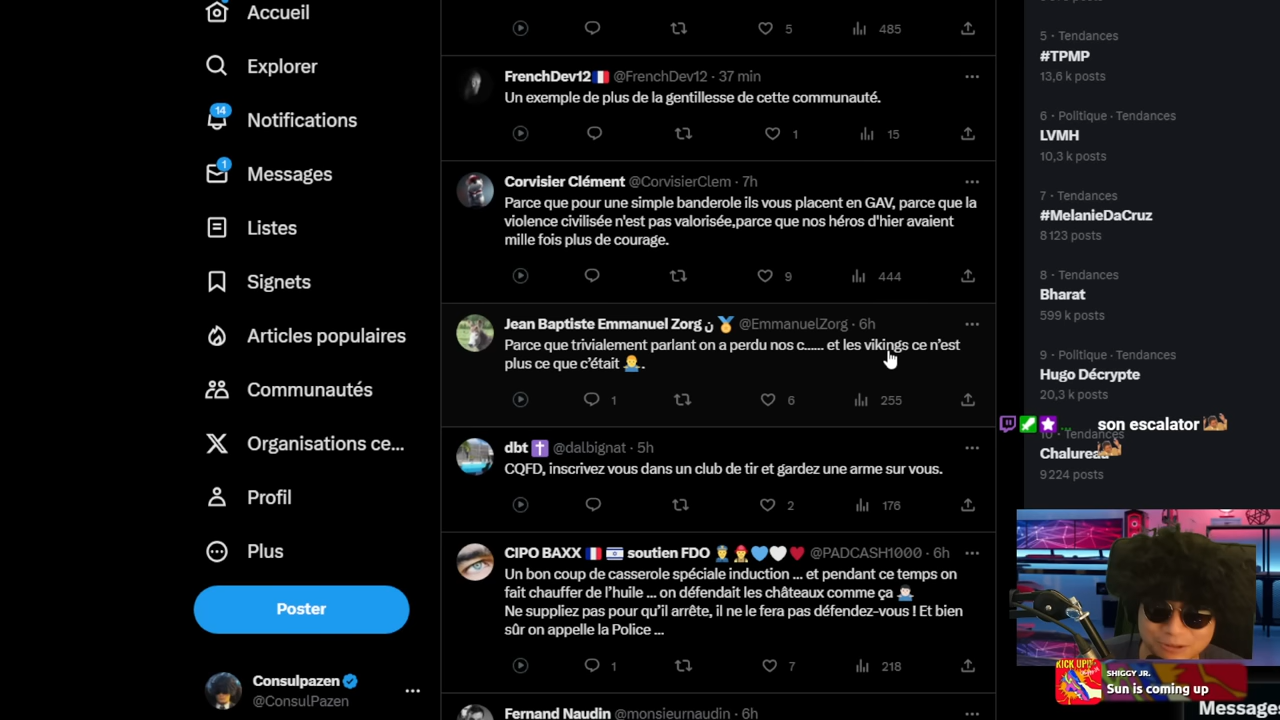 Accueil
Explorer
14
Notifications
1
Messages
Listes
Signets
Articles populaires
Communautés
Organisations ce...
Profil
Plus
Poster
Consulpazen
@ConsulPazen
5 485
FrenchDev12 🇫🇷 @FrenchDev12 · 37 min
Un exemple de plus de la gentillesse de cette communauté.
1 15
Corvisier Clément @CorvisierClem · 7h
Parce que pour une simple banderole ils vous placent en GAV, parce que la
violence civilisée n'est pas valorisée,parce que nos héros d'hier avaient
mille fois plus de courage.
9 444
Jean Baptiste Emmanuel Zorg ن 🏅 @EmmanuelZorg · 6h
Parce que trivialement parlant on a perdu nos c...... et les vikings ce n’est
plus ce que c’était 🤷‍♂️.
1 6 255
dbt ✝️ @dalbignat · 5h
CQFD, inscrivez vous dans un club de tir et gardez une arme sur vous.
2 176
CIPO BAXX 🇫🇷 🇮🇱 soutien FDO 👮‍♂️ 👨‍🚒 🩵🤍♥️ @PADCASH1000 · 6h
Un bon coup de casserole spéciale induction ... et pendant ce temps on
fait chauffer de l’huile ... on défendait les châteaux comme ça 🤷🏻‍♂️
Ne suppliez pas pour qu’il arrête, il ne le fera pas défendez-vous ! Et bien
sûr on appelle la Police ...
1 7 218
Fernand Naudin @monsieurnaudin · 6h
5 · Tendances
#TPMP
13,6 k posts
6 · Politique · Tendances
LVMH
10,3 k posts
7 · Tendances
#MelanieDaCruz
8 123 posts
8 · Tendances
Bharat
599 k posts
9 · Politique · Tendances
Hugo Décrypte
20,3 k posts
son escalator
10 · Tendances
Chalureau
9 224 posts
KICK UP!!
SHIGGY JR.
Sun is coming up
Messages